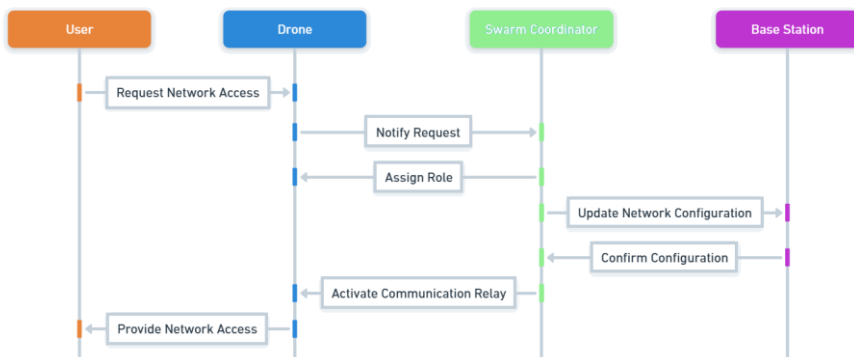 User
Drone
Swarm Coordinator
Base Station
Request Network Access
Notify Request
Assign Role
Update Network Configuration
Confirm Configuration
Activate Communication Relay
Provide Network Access